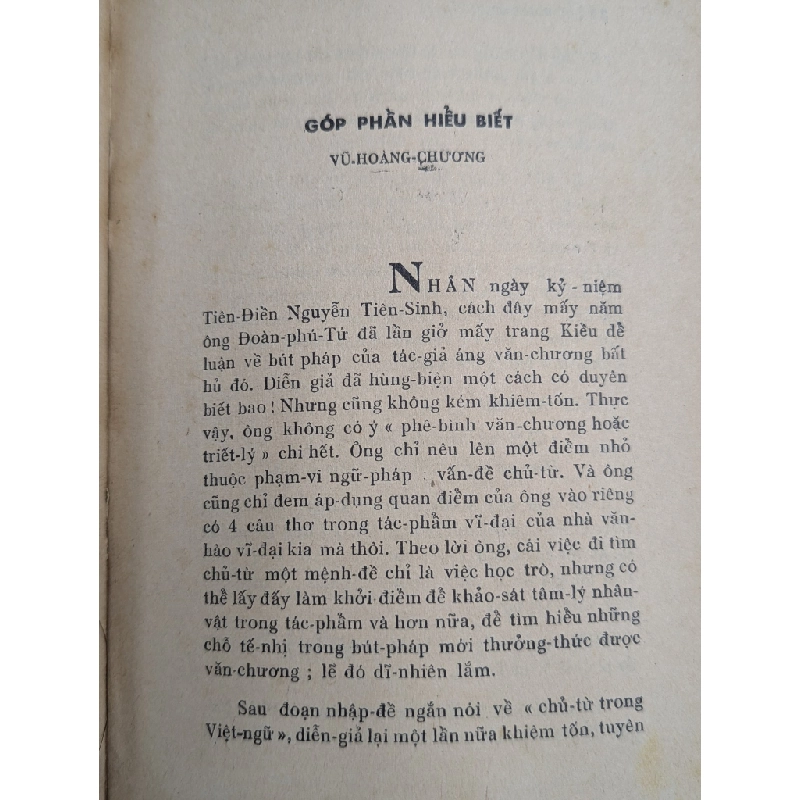 GÓP PHẦN HIỂU BIẾT
VŨ-HOÀNG-CHƯƠNG
NHÂN ngày kỷ-niệm
Tiên-Điền Nguyễn Tiên-Sinh, cách đây mấy năm
ông Đoàn-phú-Tứ đã lần giở mấy trang Kiều để
luận về bút pháp của tác-giả áng văn-chương bất
hủ đó. Diễn giả đã hùng-biện một cách có duyên
biết bao ! Nhưng cũng không kém khiêm-tốn. Thực
vậy, ông không có ý « phê-bình văn-chương hoặc
triết-lý » chi hết. Ông chỉ nêu lên một điểm nhỏ
thuộc phạm-vi ngữ-pháp : vấn-đề chủ-từ. Và ông
cũng chỉ đem áp-dụng quan điểm của ông vào riêng
có 4 câu thơ trong tác-phẩm vĩ-đại của nhà văn-
hào vĩ-đại kia mà thôi. Theo lời ông, cái việc đi tìm
chủ-từ một mệnh-đề chỉ là việc học trò, nhưng có
thể lấy đấy làm khởi điểm để khảo-sát tâm-lý nhân-
vật trong tác-phẩm và hơn nữa, để tìm hiểu những
chỗ tế-nhị trong bút-pháp mới thưởng-thức được
văn-chương ; lẽ đó dĩ-nhiên lắm.
Sau đoạn nhập-đề ngắn nói về « chủ-từ trong
Việt-ngữ », diễn-giả lại một lần nữa khiêm tốn, tuyên